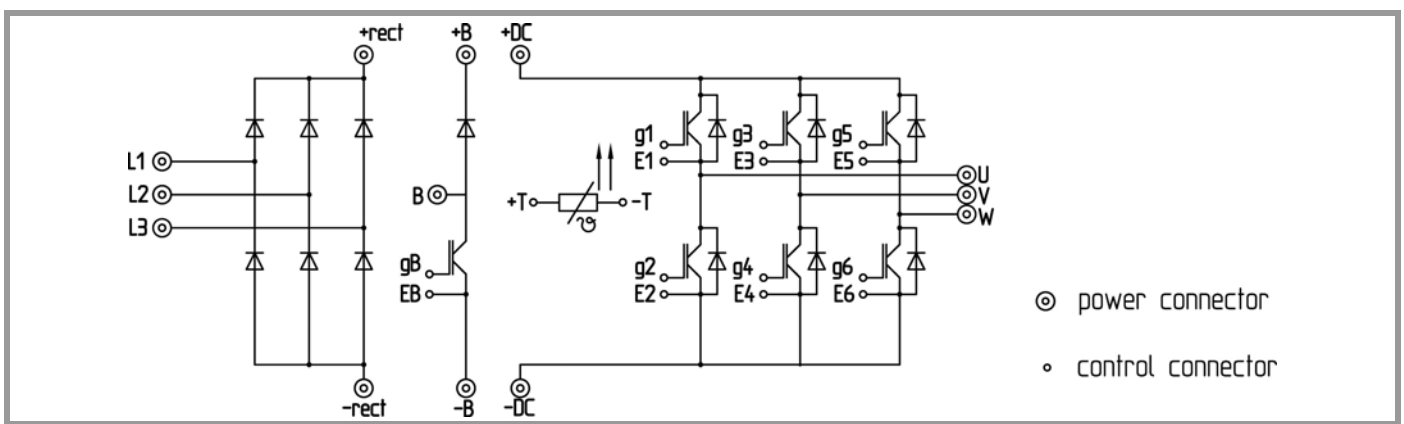 +rect +B +DC
g1 g3 g5
E1 E3 E5
L1
U
L2 B +T -T V
L3 W
ϑ
gB g2 g4 g6
EB E2 E4 E6
power connector
control connector
-rect -B -DC